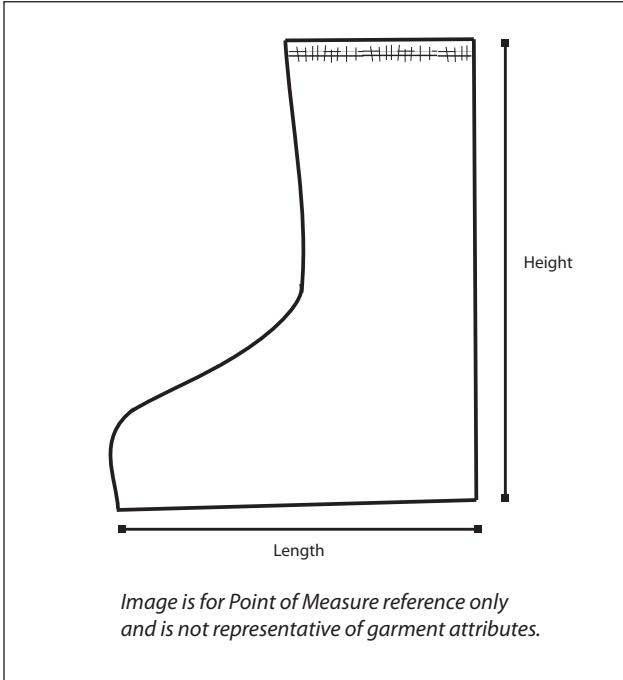 Height
Length
Image is for Point of Measure reference only
and is not representative of garment attributes.